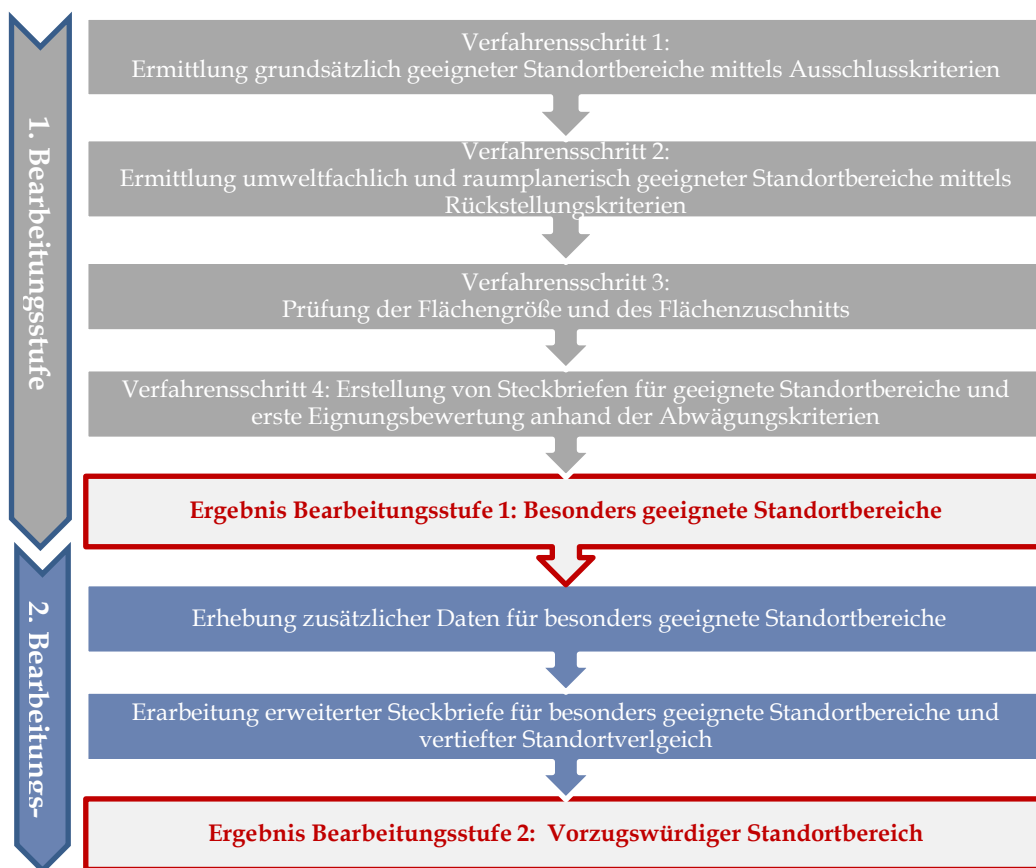 1. Bearbeitungsstufe
Verfahrensschritt 1:
Ermittlung grundsätzlich geeigneter Standortbereiche mittels Ausschlusskriterien
Verfahrensschritt 2:
Ermittlung umweltfachlich und raumplanerisch geeigneter Standortbereiche mittels
Rückstellungskriterien
Verfahrensschritt 3:
Prüfung der Flächengröße und des Flächenzuschnitts
Verfahrensschritt 4: Erstellung von Steckbriefen für geeignete Standortbereiche und
erste Eignungsbewertung anhand der Abwägungskriterien
Ergebnis Bearbeitungsstufe 1: Besonders geeignete Standortbereiche
2. Bearbeitungs-
Erhebung zusätzlicher Daten für besonders geeignete Standortbereiche
Erarbeitung erweiterter Steckbriefe für besonders geeignete Standortbereiche und
vertiefter Standortverlgeich
Ergebnis Bearbeitungsstufe 2: Vorzugswürdiger Standortbereich